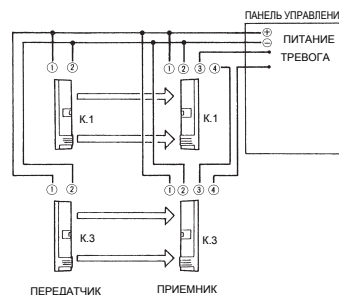 ПАНЕЛЬ УПРАВЛЕНИ
⊕ ПИТАНИЕ
⊖
ТРЕВОГА
① ② ① ② ③ ④
К.1 К.1
① ② ① ② ③ ④
К.3 К.3
ПЕРЕДАТЧИК ПРИЕМНИК